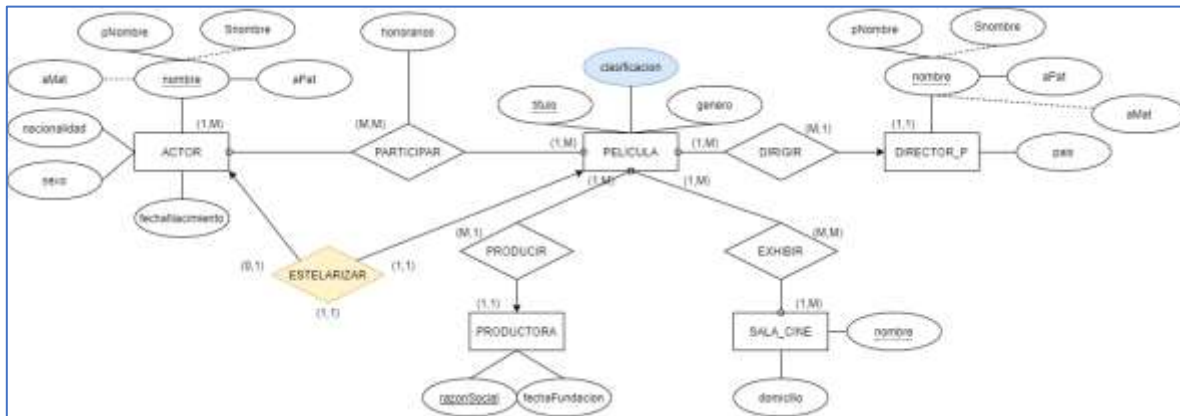 pNombre
Snombre
honorarios
aMat
nombre
aPat
clasificacion
pNombre
Snombre
nombre
aPat
aMat
titulo
genero
nacionalidad
(1,M)
(M,M)
(M,1)
(1,1)
ACTOR
PARTICIPAR
(1,M)
PELICULA
(1,M)
DIRIGIR
DIRECTOR_P
pais
sexo
(1,M)
(1,M)
fechaNacimiento
(M,1)
PRODUCIR
(M,M)
EXHIBIR
(0,1)
(1,1)
ESTELARIZAR
(1,1)
(1,1)
(1,M)
PRODUCTORA
SALA_CINE
nombre
razonSocial
fechaFundacion
domicilio